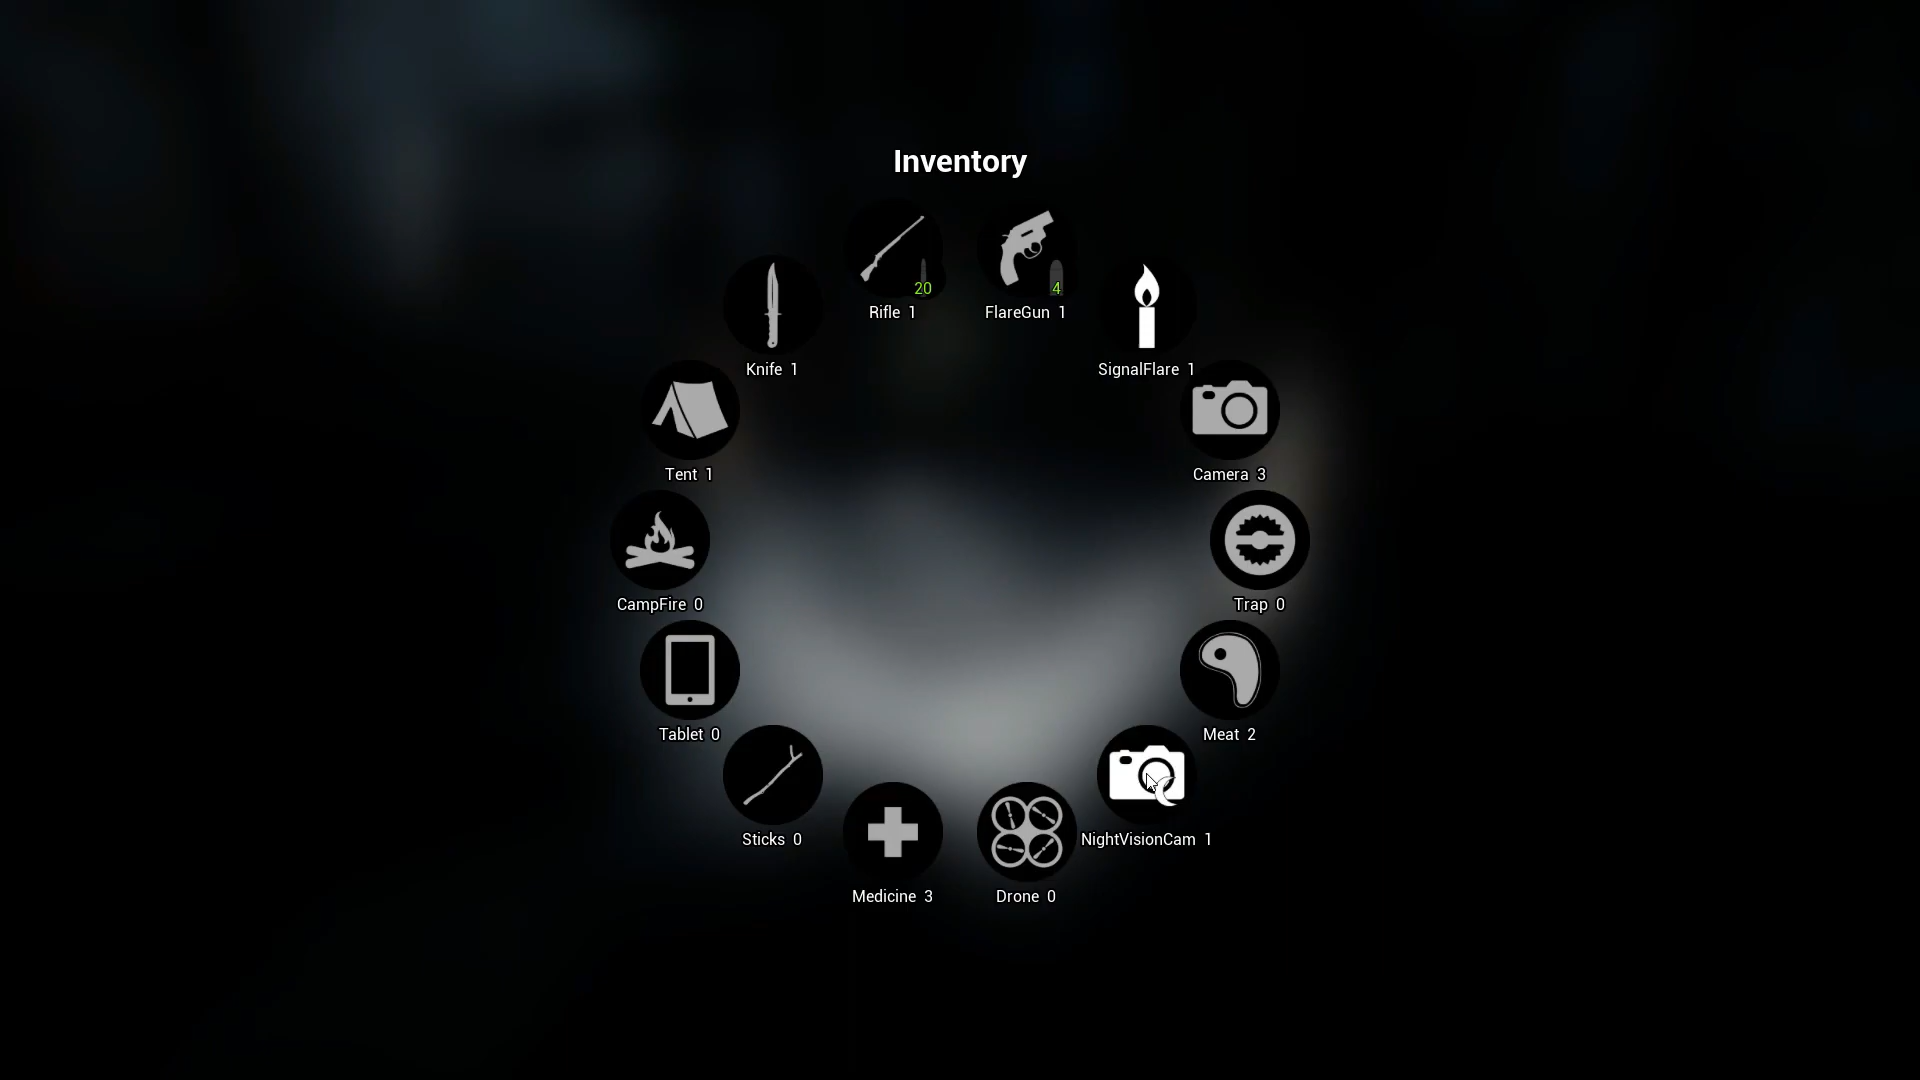 Inventory
20
4
Rifle 1
FlareGun 1
Knife 1
SignalFlare 1
Tent 1
Camera 3
CampFire 0
Trap 0
Tablet 0
Meat 2
Sticks 0
NightVisionCam 1
Medicine 3
Drone 0